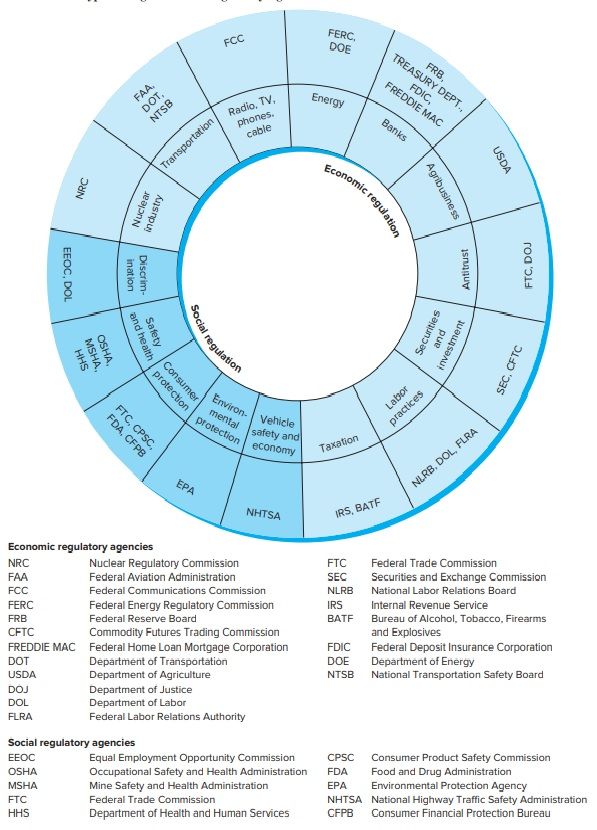 FCC
FERC,
DOE
FRB,
TREASURY DEPT.,
FDIC,
FREDDIE MAC
FAA,
DOT,
NTSB
Radio, TV,
phones,
cable
Energy
Banks
Transportation
USDA
Agribusiness
NRC
Nuclear
industry
Economic regulation
EEOC, DOL
Discrim-
ination
Antitrust
FTC, DOJ
OSHA,
MSHA,
HHS
Safety
and health
Social regulation
Securities
and
investment
SEC, CFTC
Consumer
protection
FTC, CPSC,
FDA, CFPB
Environ-
mental
protection
Vehicle
safety and
economy
Taxation
Labor
practices
NLRB, DOL, FLRA
EPA
NHTSA
IRS, BATF
Economic regulatory agencies
NRC Nuclear Regulatory Commission
FAA Federal Aviation Administration
FCC Federal Communications Commission
FERC Federal Energy Regulatory Commission
FRB Federal Reserve Board
CFTC Commodity Futures Trading Commission
FREDDIE MAC Federal Home Loan Mortgage Corporation
DOT Department of Transportation
USDA Department of Agriculture
DOJ Department of Justice
DOL Department of Labor
FLRA Federal Labor Relations Authority
FTC Federal Trade Commission
SEC Securities and Exchange Commission
NLRB National Labor Relations Board
IRS Internal Revenue Service
BATF Bureau of Alcohol, Tobacco, Firearms
and Explosives
FDIC Federal Deposit Insurance Corporation
DOE Department of Energy
NTSB National Transportation Safety Board
Social regulatory agencies
EEOC Equal Employment Opportunity Commission
OSHA Occupational Safety and Health Administration
MSHA Mine Safety and Health Administration
FTC Federal Trade Commission
HHS Department of Health and Human Services
CPSC Consumer Product Safety Commission
FDA Food and Drug Administration
EPA Environmental Protection Agency
NHTSA National Highway Traffic Safety Administration
CFPB Consumer Financial Protection Bureau